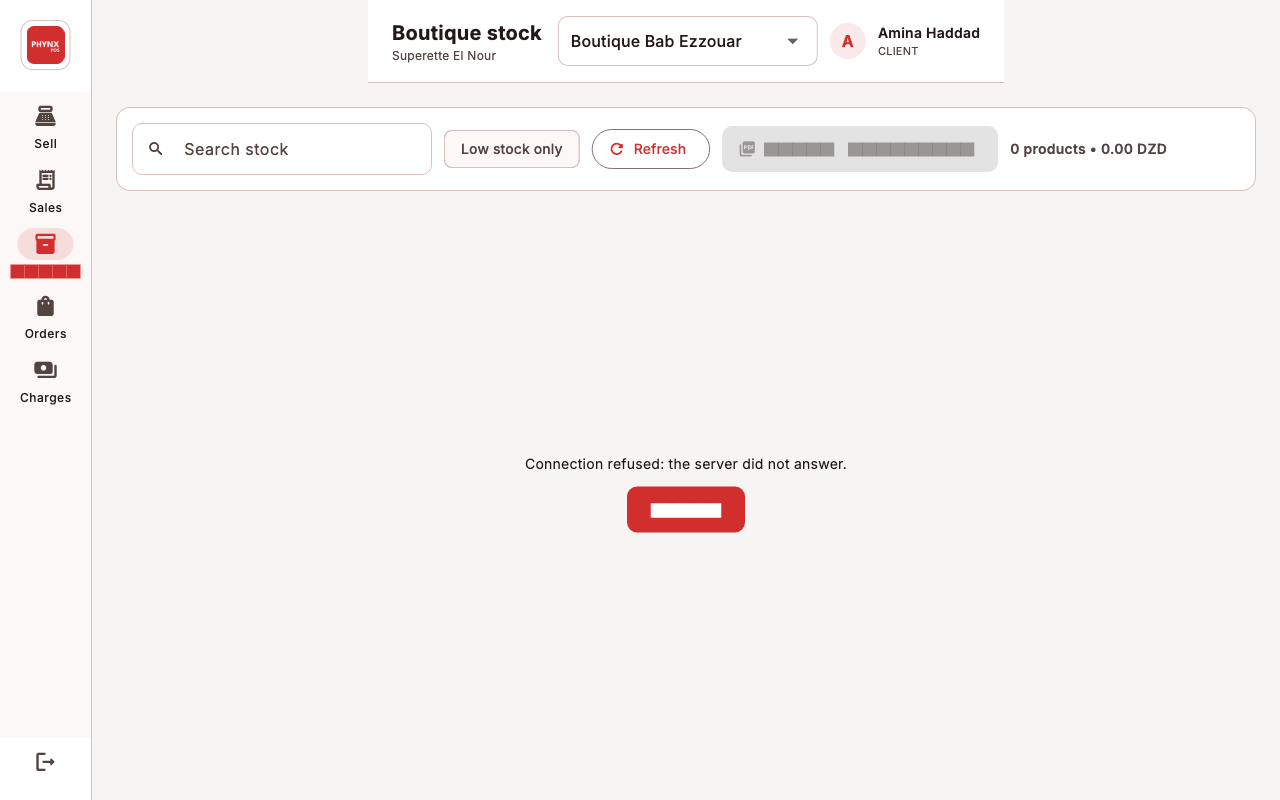 PHYNX
POS
Boutique stock
Superette El Nour
Boutique Bab Ezzouar
A
Amina Haddad
CLIENT
Sell
Sales
Orders
Charges
Search stock
Low stock only
Refresh
PDF
0 products • 0.00 DZD
Connection refused: the server did not answer.